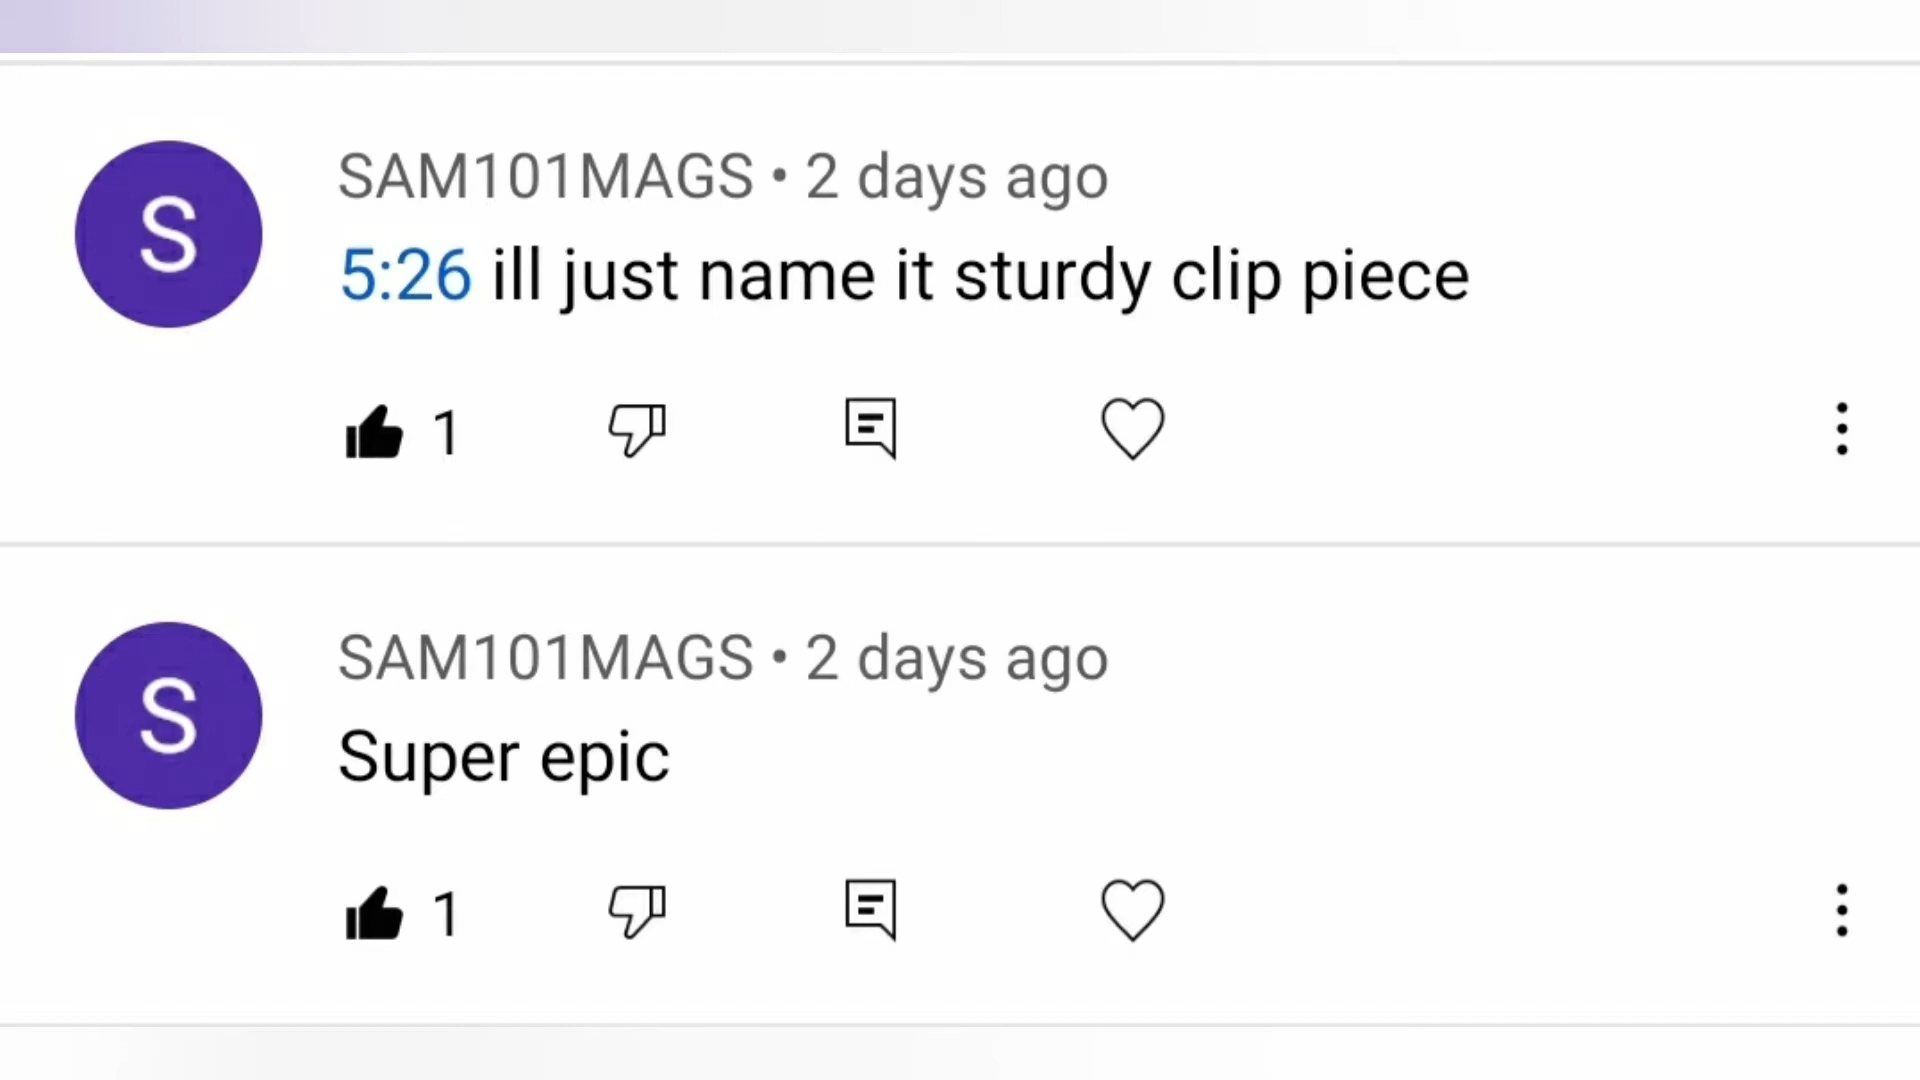 S
SAM101MAGS • 2 days ago
5:26 ill just name it sturdy clip piece
1
S
SAM101MAGS • 2 days ago
Super epic
1